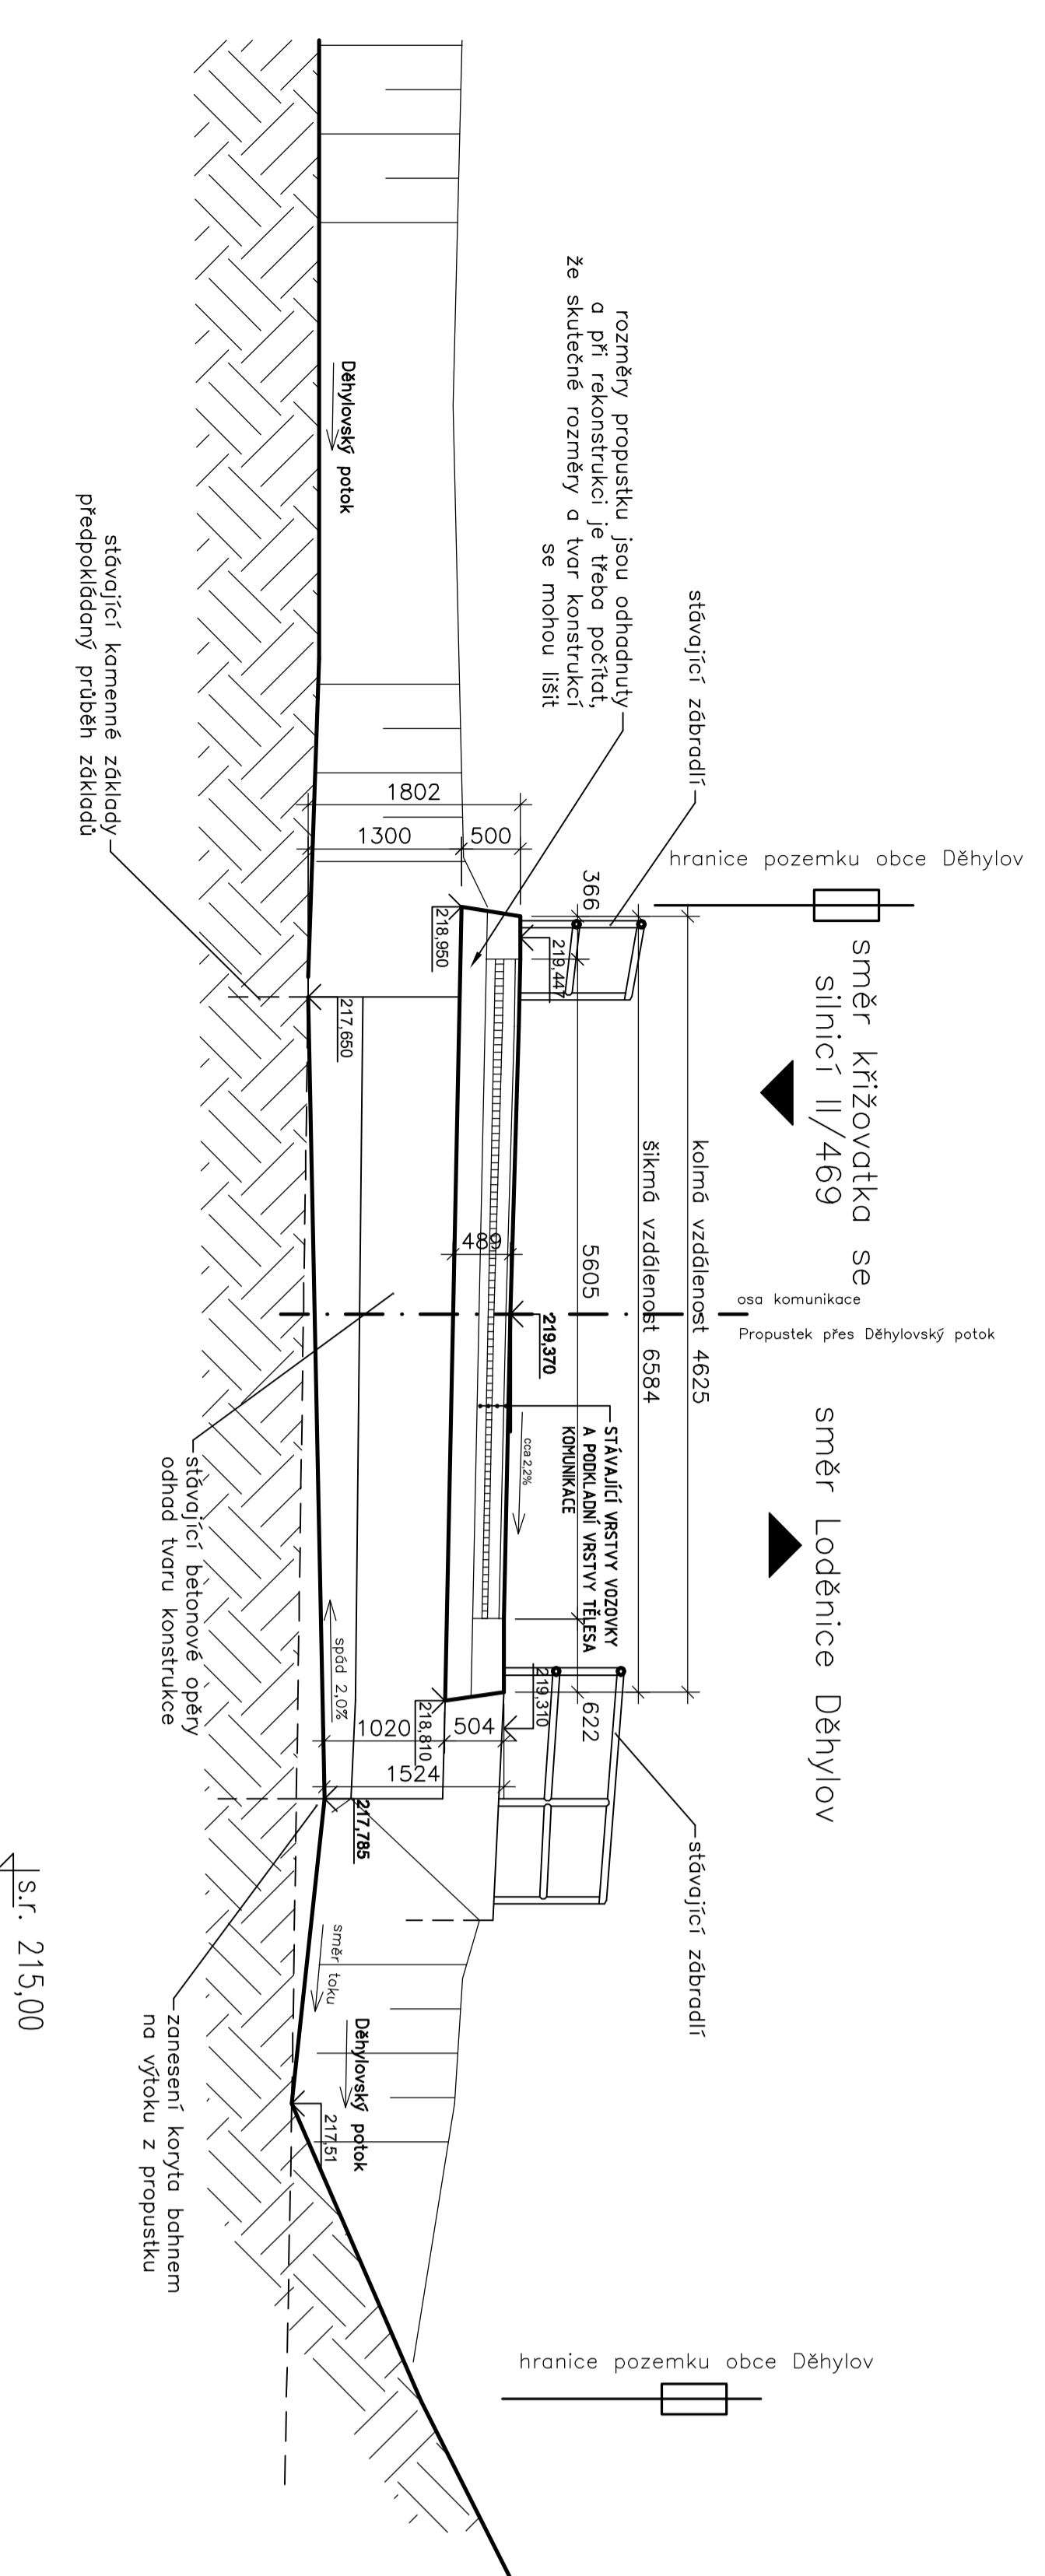 hranice pozemku obce Děhylov
směr křižovatka se
silnicí II/469
směr Loděnice Děhylov
osa komunikace
Propustek přes Děhylovský potok
kolmá vzdálenost 4625
šikmá vzdálenost 6584
stávající zábradlí
stávající zábradlí
366
5605
622
rozměry propustku jsou odhadnuty
a při rekonstrukci je třeba počítat,
že skutečné rozměry a tvar konstrukcí
se mohou lišit
STÁVAJÍCÍ VRSTVY VOZOVKY
A PODKLADNÍ VRSTVY TĚLESA
KOMUNIKACE
219,447
219,370
219,310
cca 2,2%
1802
1300
500
489
218,950
218,810
504
1020
1524
217,650
217,785
217,51
Děhylovský potok
Děhylovský potok
spád 2,0%
směr toku
stávající betonové opěry
odhad tvaru konstrukce
stávající kamenné základy
předpokládaný průběh základů
zanesení koryta bahnem
na výtoku z propustku
hranice pozemku obce Děhylov
s.r. 215,00